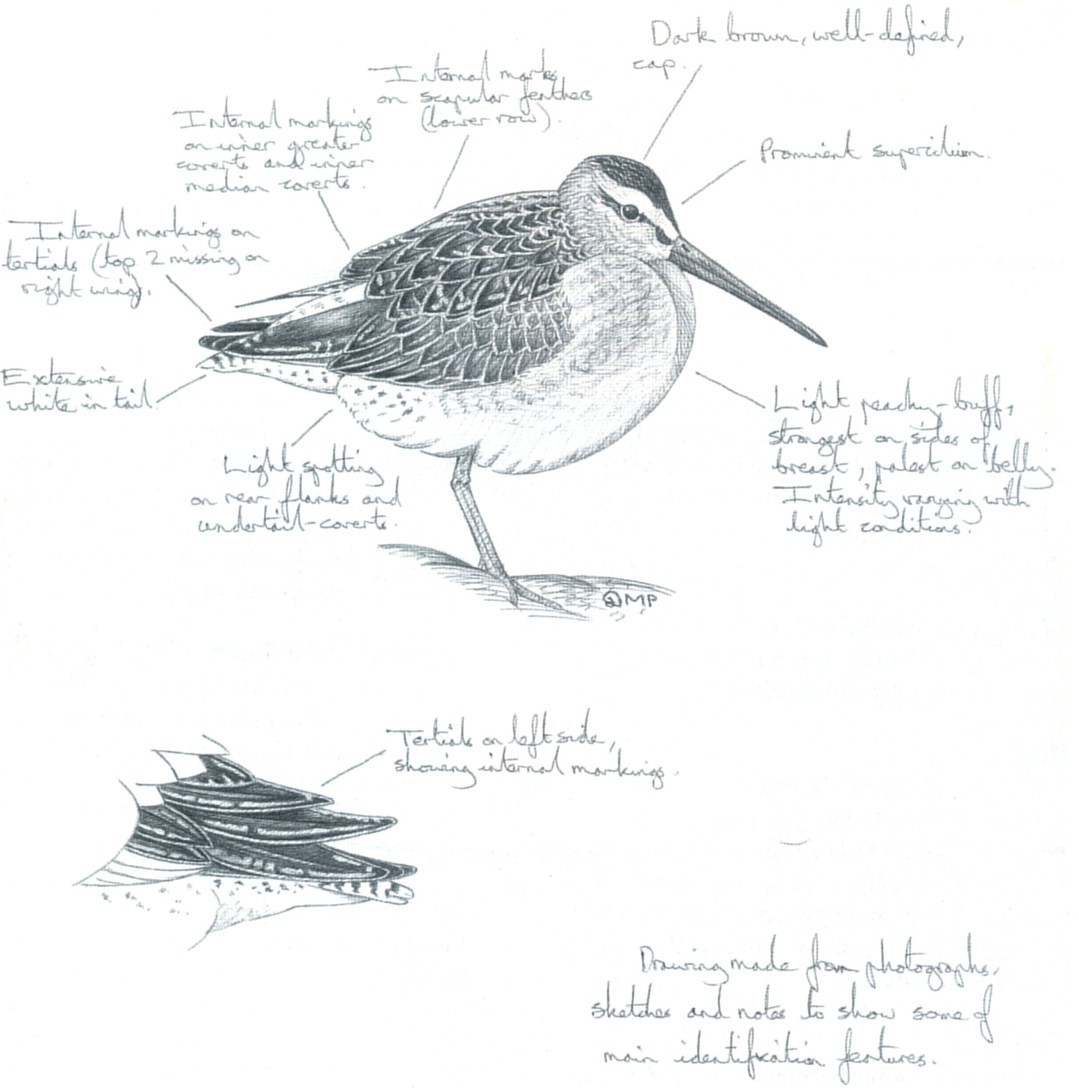 Dark brown, well-defined,
cap.
Internal marks
on scapular feathers
(lower row).
Internal markings
on inner greater
coverts and inner
median coverts.
Prominent supercilium.
Internal markings on
tertials (top 2 missing on
right wing).
Extensive
white in tail.
Light peachy-buff,
strongest on sides of
breast, palest on belly.
Intensity varying with
light conditions.
Light spotting
on rear flanks and
undertail-coverts.
MP
Tertials on left side,
showing internal markings.
Drawing made from photographs,
sketches and notes to show some of
main identification features.